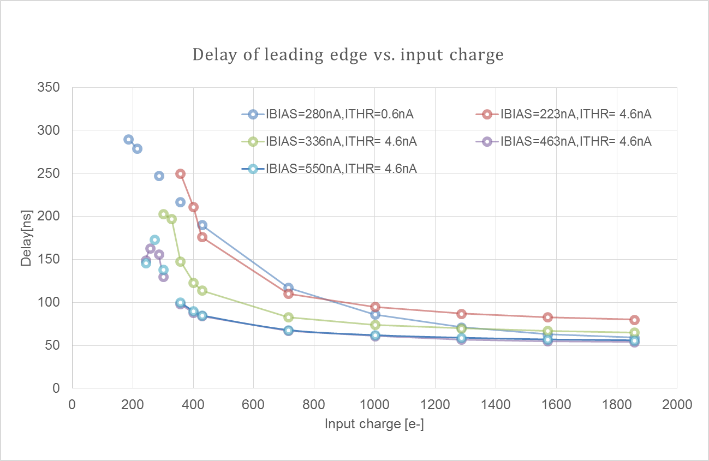 Delay of leading edge vs. input charge
350
300
250
200
150
100
50
0
Delay[ns]
IBIAS=280nA,ITHR=0.6nA
IBIAS=223nA,ITHR= 4.6nA
IBIAS=336nA,ITHR= 4.6nA
IBIAS=463nA,ITHR= 4.6nA
IBIAS=550nA,ITHR= 4.6nA
0 200 400 600 800 1000 1200 1400 1600 1800 2000
Input charge [e-]